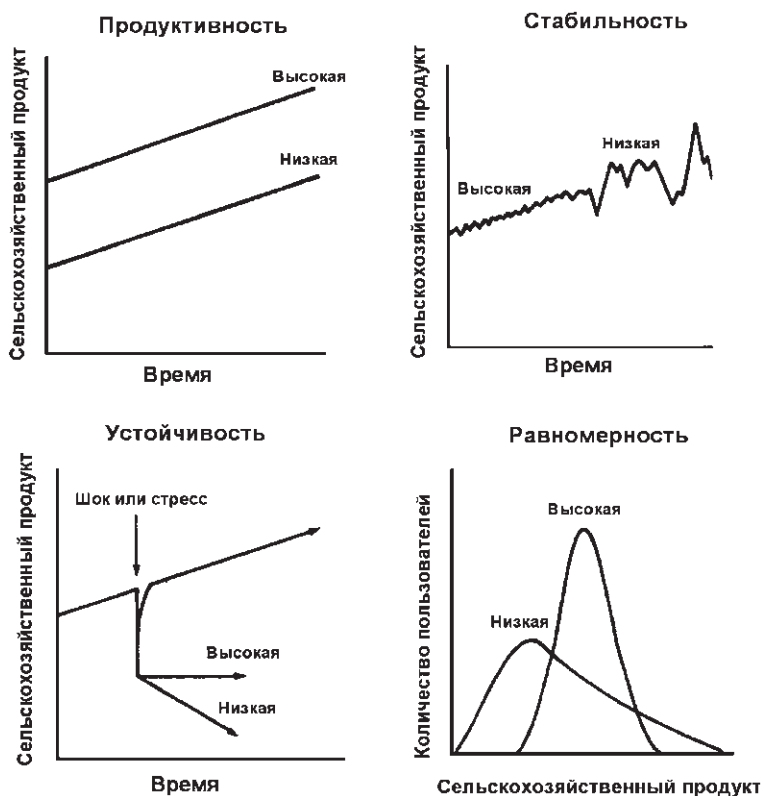 Продуктивность
Сельскохозяйственный продукт
Высокая
Низкая
Время
Стабильность
Сельскохозяйственный продукт
Высокая
Низкая
Время
Устойчивость
Сельскохозяйственный продукт
Шок или стресс
Высокая
Низкая
Время
Равномерность
Количество пользователей
Высокая
Низкая
Сельскохозяйственный продукт